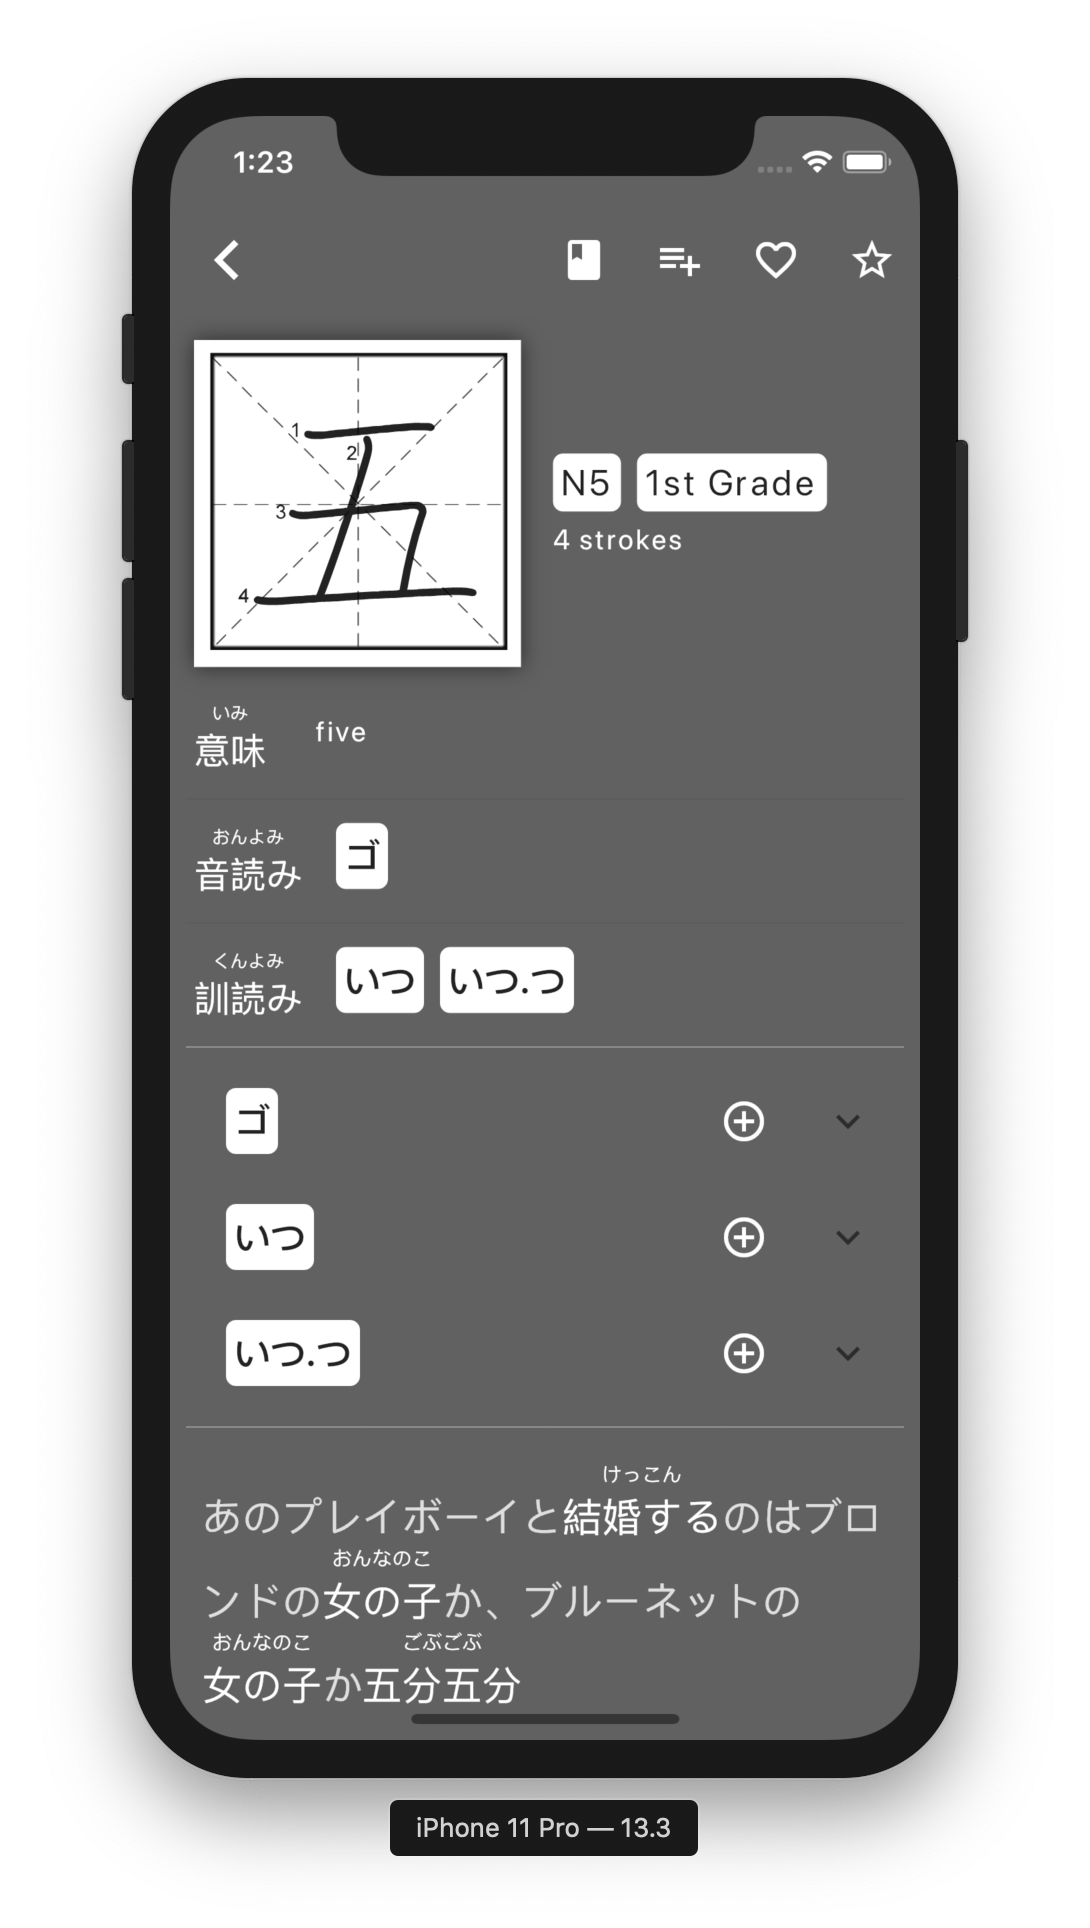 1:23
1
2
3
4
五
N5 1st Grade
4 strokes
いみ
意味 five
おんよみ
音読み ゴ
くんよみ
訓読み いつ いつ.つ
ゴ
いつ
いつ.つ
けっこん
あのプレイボーイと結婚するのはブロ
おんなのこ
ンドの女の子か、ブルーネットの
おんなのこ ごぶごぶ
女の子か五分五分
iPhone 11 Pro — 13.3